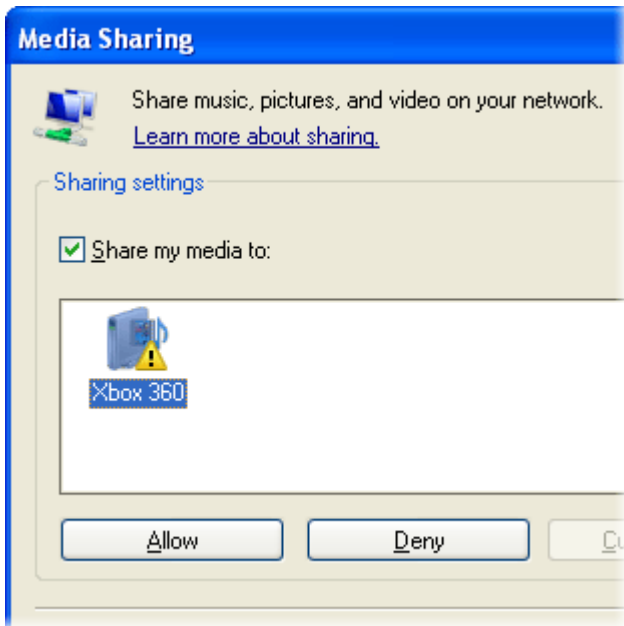 Media Sharing
Share music, pictures, and video on your network.
Learn more about sharing.
Sharing settings
Share my media to:
Xbox 360
Allow
Deny